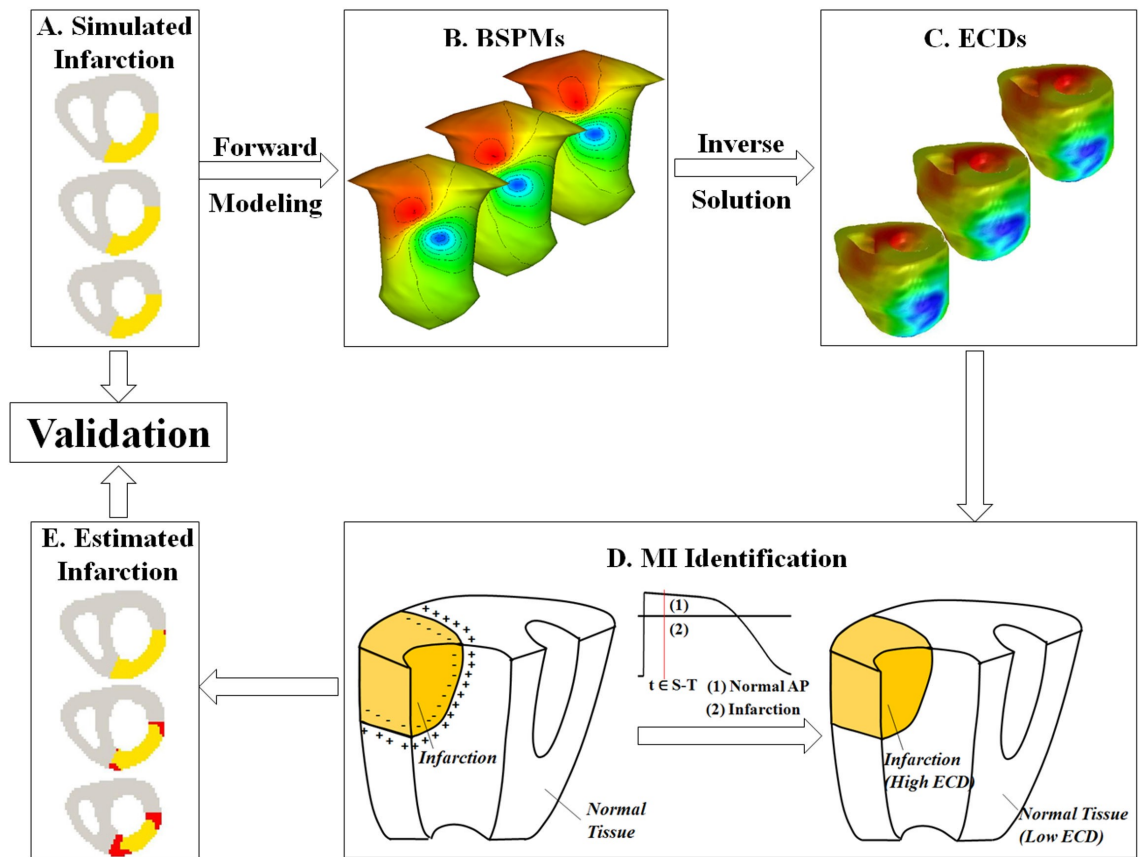 A. Simulated
Infarction
Forward
Modeling
B. BSPMs
Inverse
Solution
C. ECDs
Validation
E. Estimated
Infarction
D. MI Identification
+ + + + + + + + + + + + + + + + + +
- - - - - - - - - - - - - -
Infarction
Normal
Tissue
(1)
(2)
t ∈ S-T
(1) Normal AP
(2) Infarction
Infarction
(High ECD)
Normal Tissue
(Low ECD)